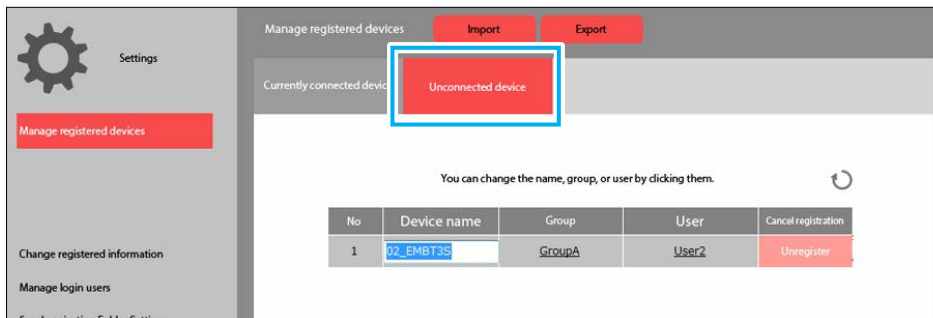 Settings
Manage registered devices
Change registered information
Manage login users
Manage registered devices Import Export
Currently connected devic Unconnected device
You can change the name, group, or user by clicking them.
No Device name Group User Cancel registration
1 02_EMBT3S GroupA User2 Unregister